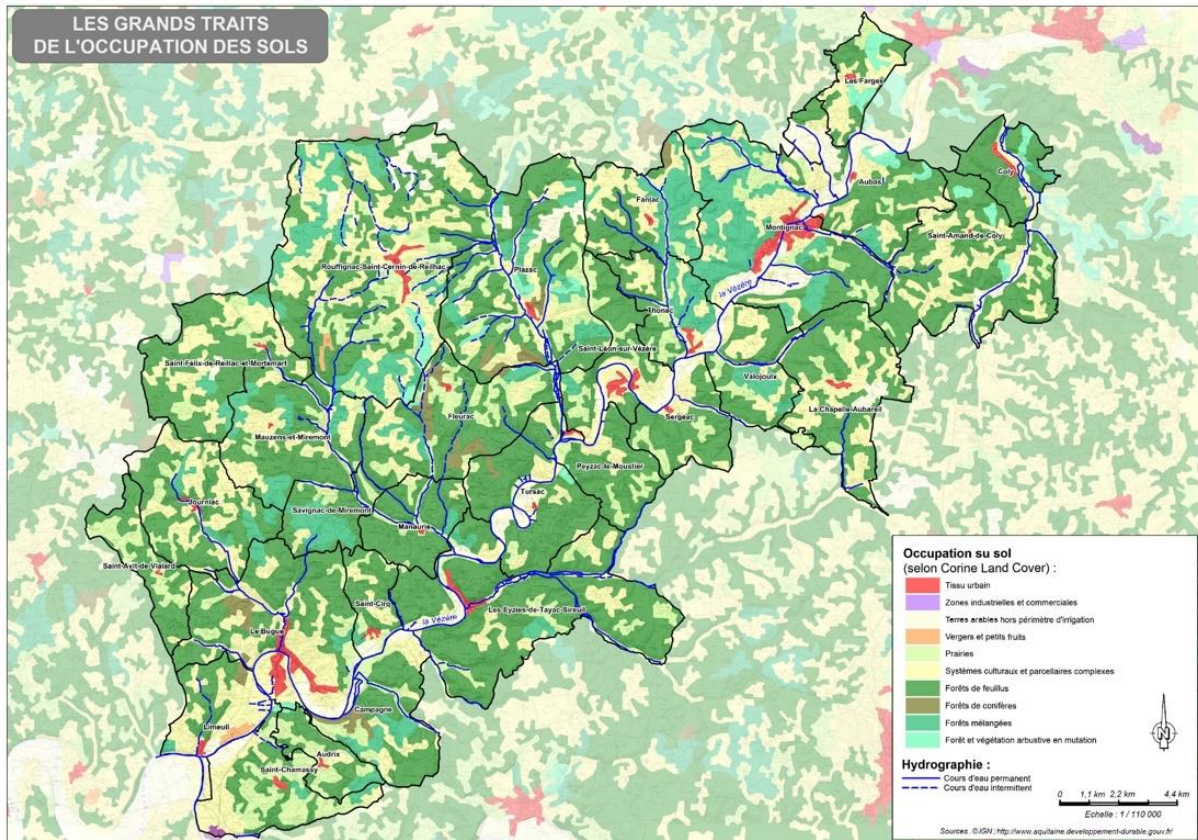 LES GRANDS TRAITS
DE L'OCCUPATION DES SOLS
Les Farges
Coly
Aubas
Fanlac
Montignac
Saint-Amand-de-Coly
Rouffignac-Saint-Cernin-de-Reilhac
Plazac
la Vézère
Thonac
Saint-Léon-sur-Vézère
Saint-Félix-de-Reillac-et-Mortemart
Valojoulx
La Chapelle-Aubareil
Fleurac
Sergeac
Mauzens-et-Miremont
Peyzac-le-Moustier
Tursac
Journiac
Savignac-de-Miremont
Manaurie
Saint-Avit-de-Vialard
Saint-Cirq
Les Eyzies-de-Tayac-Sireuil
la Vézère
Le Bugue
Campagne
Limeuil
Audrix
Saint-Chamassy
Occupation su sol
(selon Corine Land Cover) :
Tissu urbain
Zones industrielles et commerciales
Terres arables hors périmètre d'irrigation
Vergers et petits fruits
Prairies
Systèmes culturaux et parcellaires complexes
Forêts de feuillus
Forêts de conifères
Forêts mélangées
Forêt et végétation arbustive en mutation
Hydrographie :
Cours d'eau permanent
Cours d'eau intermittent
N
0 1,1 km 2,2 km 4,4 km
Echelle : 1 / 110 000
Sources : © IGN ; http://www.aquitaine.developpement-durable.gouv.fr/